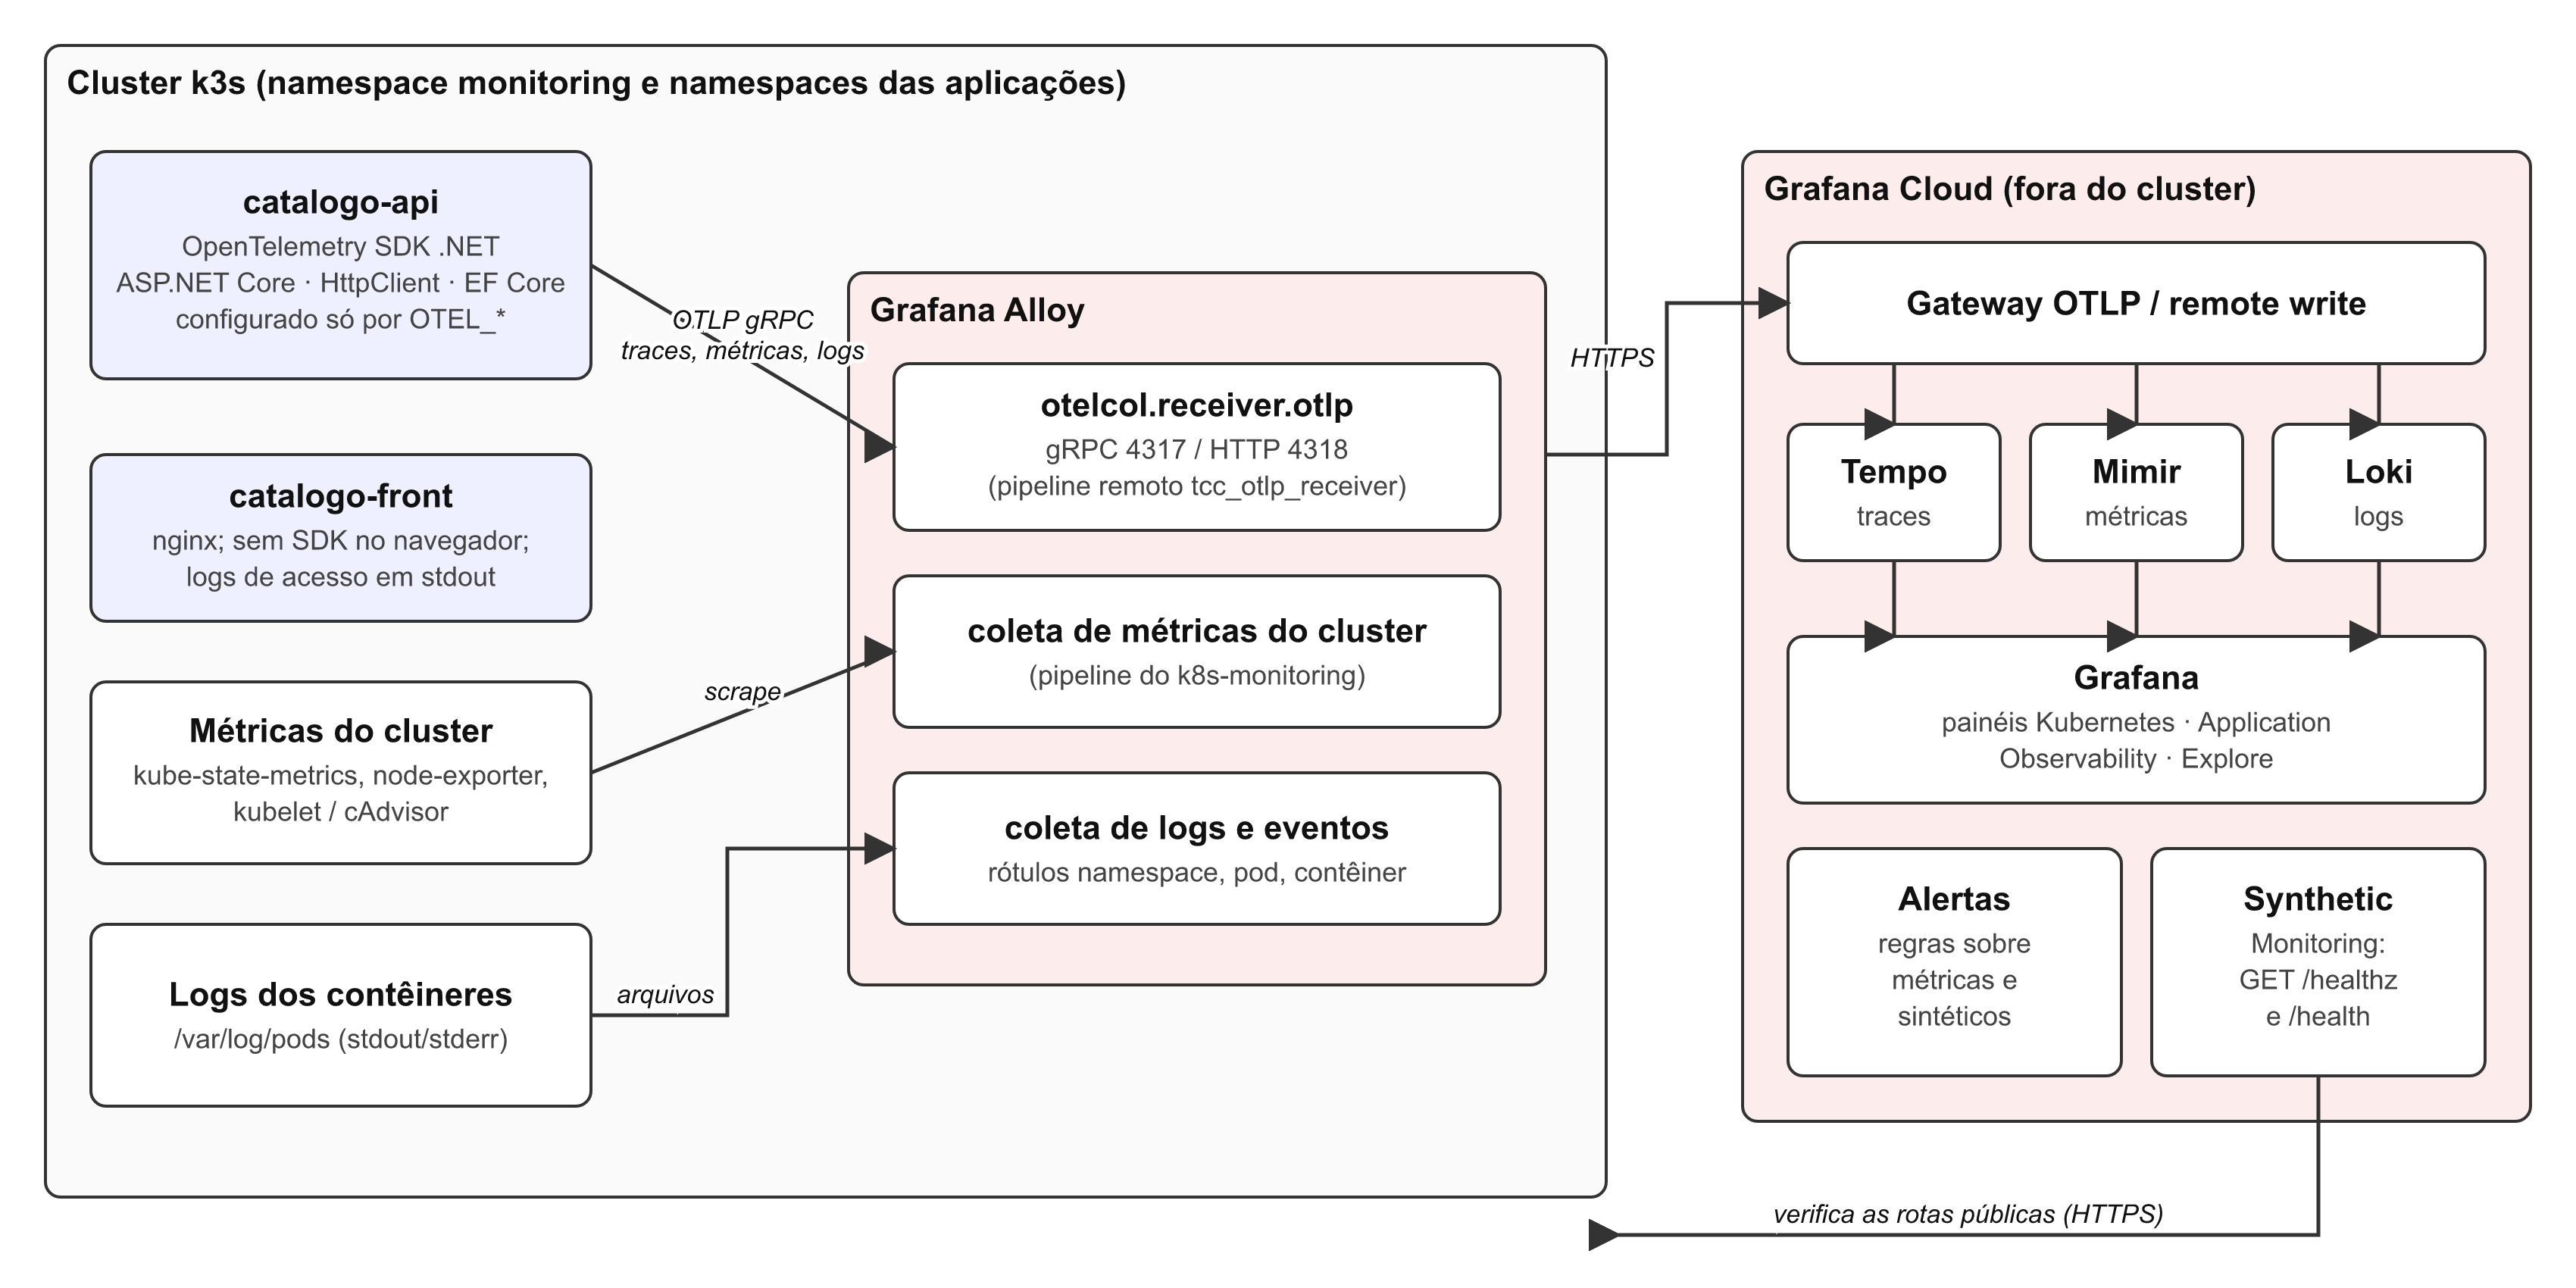 Cluster k3s (namespace monitoring e namespaces das aplicações)
catalogo-api
OpenTelemetry SDK .NET
ASP.NET Core · HttpClient · EF Core
configurado só por OTEL_*
catalogo-front
nginx; sem SDK no navegador;
logs de acesso em stdout
Métricas do cluster
kube-state-metrics, node-exporter,
kubelet / cAdvisor
Logs dos contêineres
/var/log/pods (stdout/stderr)
OTLP gRPC
traces, métricas, logs
scrape
arquivos
Grafana Alloy
otelcol.receiver.otlp
gRPC 4317 / HTTP 4318
(pipeline remoto tcc_otlp_receiver)
coleta de métricas do cluster
(pipeline do k8s-monitoring)
coleta de logs e eventos
rótulos namespace, pod, contêiner
HTTPS
Grafana Cloud (fora do cluster)
Gateway OTLP / remote write
Tempo
traces
Mimir
métricas
Loki
logs
Grafana
painéis Kubernetes · Application
Observability · Explore
Alertas
regras sobre
métricas e
sintéticos
Synthetic
Monitoring:
GET /healthz
e /health
verifica as rotas públicas (HTTPS)